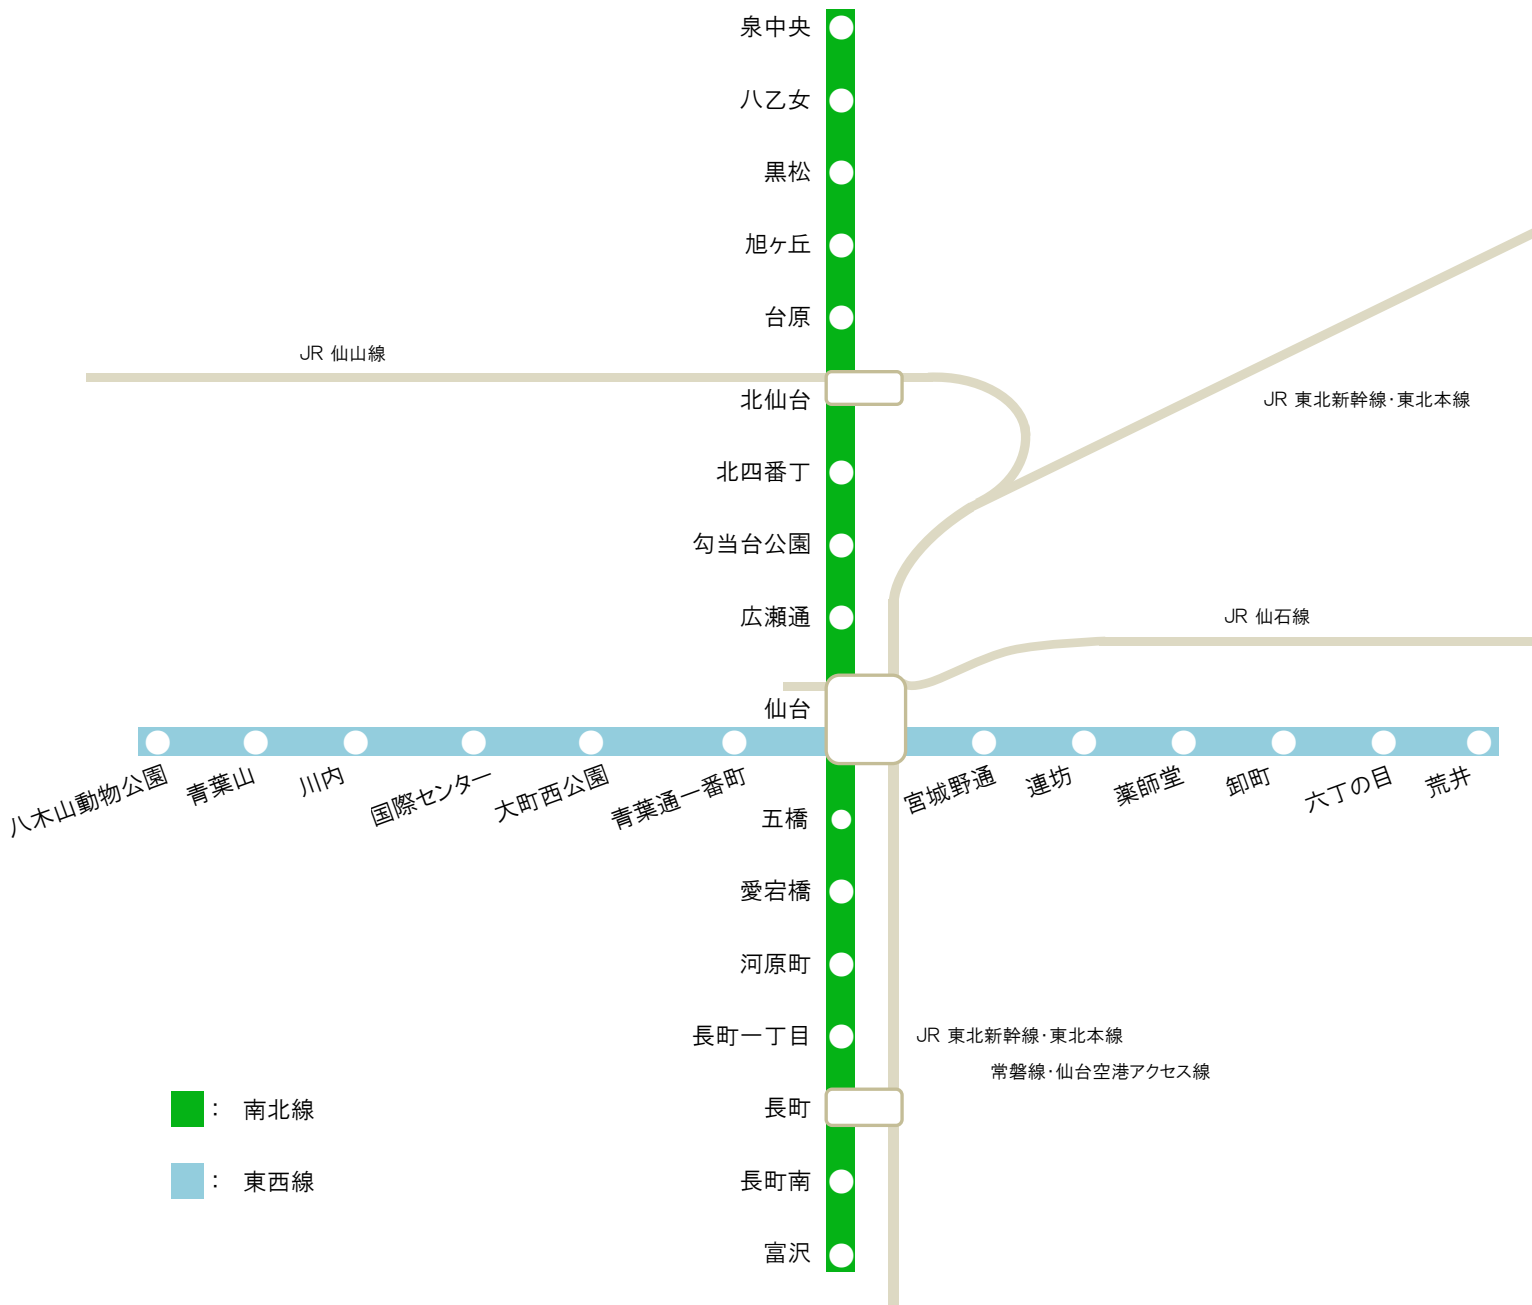 泉中央
八乙女
黒松
旭ヶ丘
台原
JR 仙山線
北仙台
JR 東北新幹線・東北本線
北四番丁
勾当台公園
広瀬通
JR 仙石線
仙台
八木山動物公園
青葉山
川内
国際センター
大町西公園
青葉通一番町
宮城野通
連坊
薬師堂
卸町
六丁の目
荒井
五橋
愛宕橋
河原町
長町一丁目
JR 東北新幹線・東北本線
常磐線・仙台空港アクセス線
長町
： 南北線
長町南
： 東西線
富沢